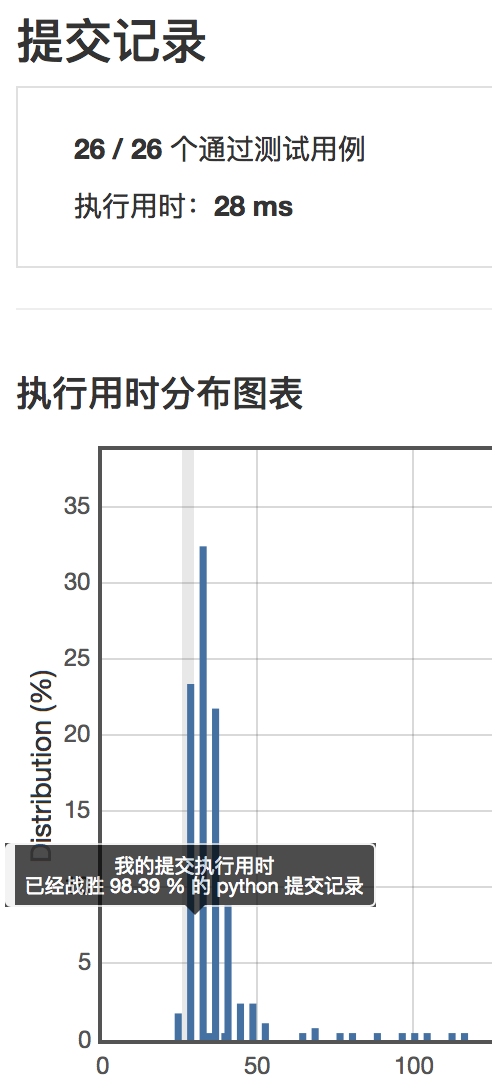 提交记录
26 / 26 个通过测试用例
执行用时：28 ms
执行用时分布图表
35
30
25
20
15
5
0
Distribution (%)
我的提交执行用时
已经战胜 98.39 % 的 python 提交记录
0 50 100